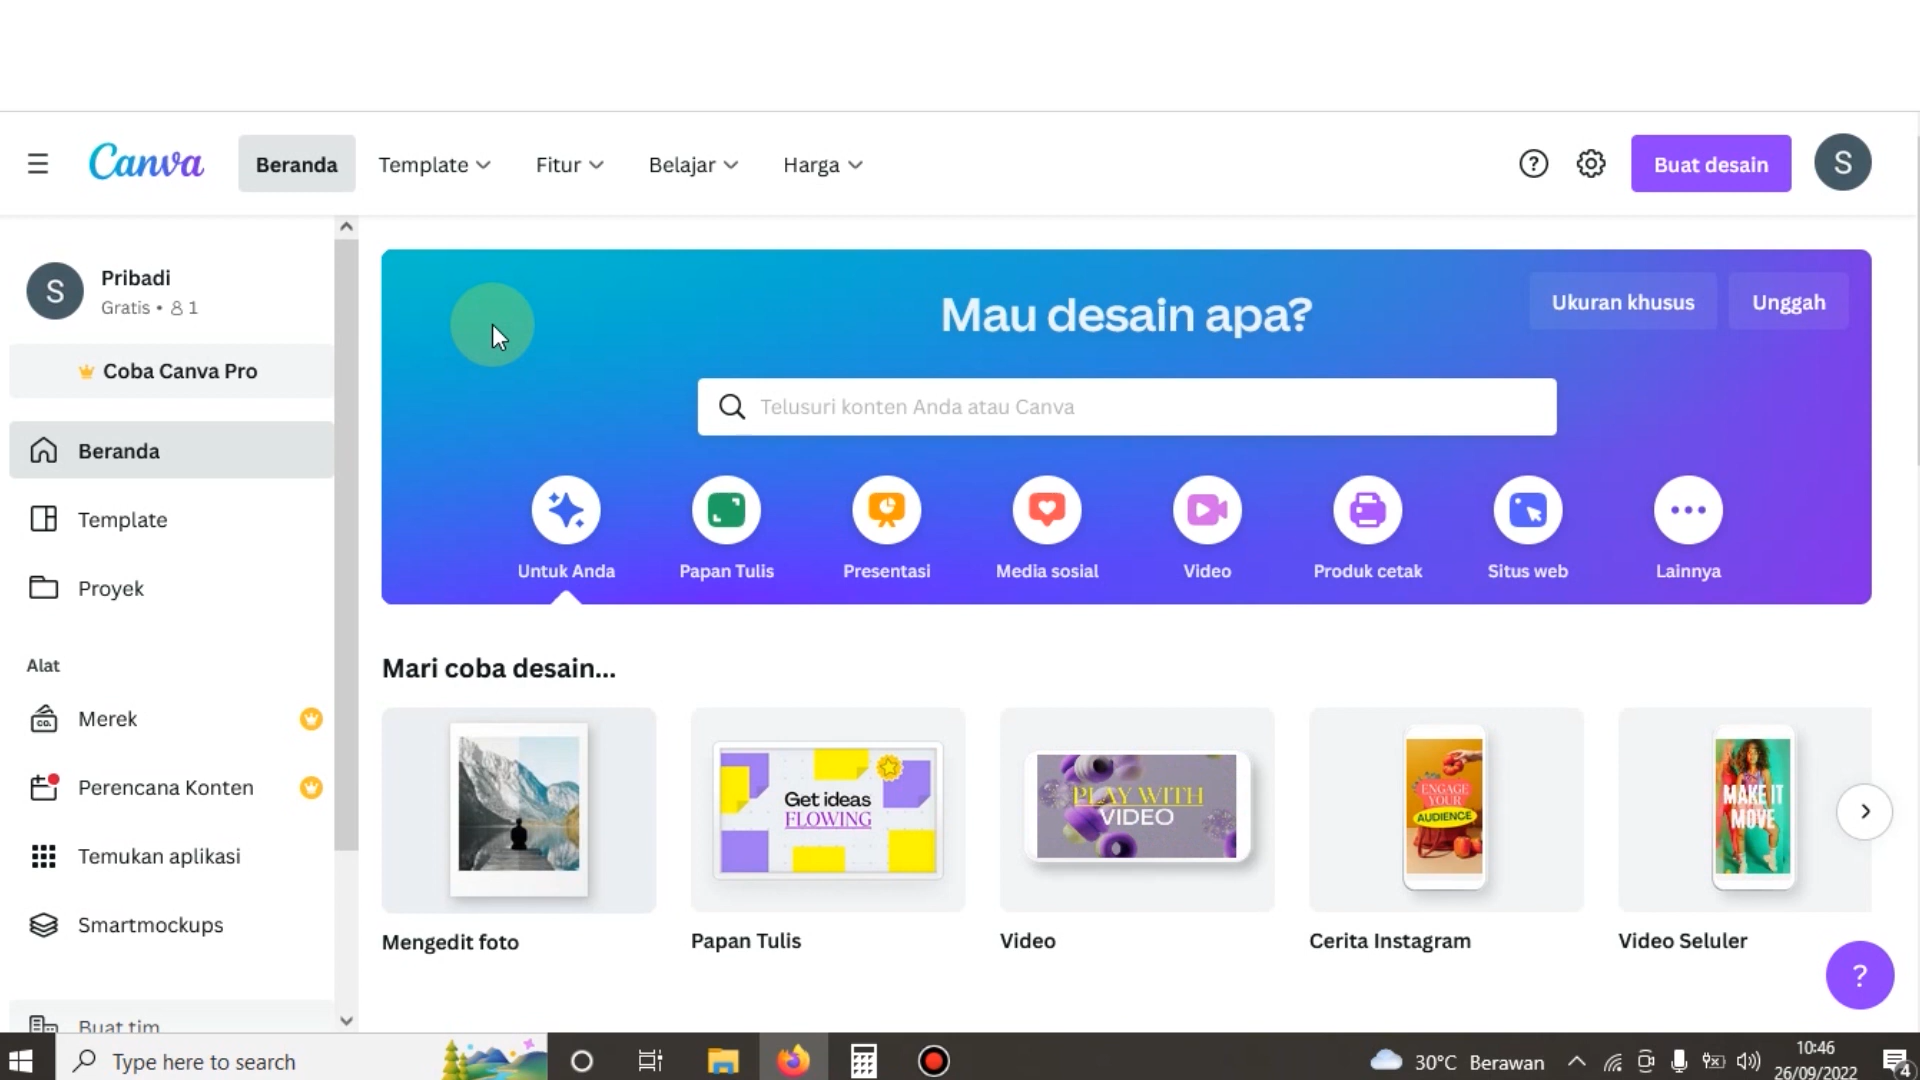 Canva
Beranda
Template
Fitur
Belajar
Harga
Buat desain
S
S
Pribadi
Gratis • 1
Coba Canva Pro
Beranda
Template
Proyek
Alat
Merek
Perencana Konten
Temukan aplikasi
Smartmockups
Buat tim
Mau desain apa?
Ukuran khusus
Unggah
Telusuri konten Anda atau Canva
Untuk Anda
Papan Tulis
Presentasi
Media sosial
Video
Produk cetak
Situs web
Lainnya
Mari coba desain...
Get ideas
FLOWING
PLAY WITH
VIDEO
ENGAGE
YOUR
AUDIENCE
MAKE IT
MOVE
Mengedit foto
Papan Tulis
Video
Cerita Instagram
Video Seluler
?
Type here to search
30°C Berawan
10:46
26/09/2022
4